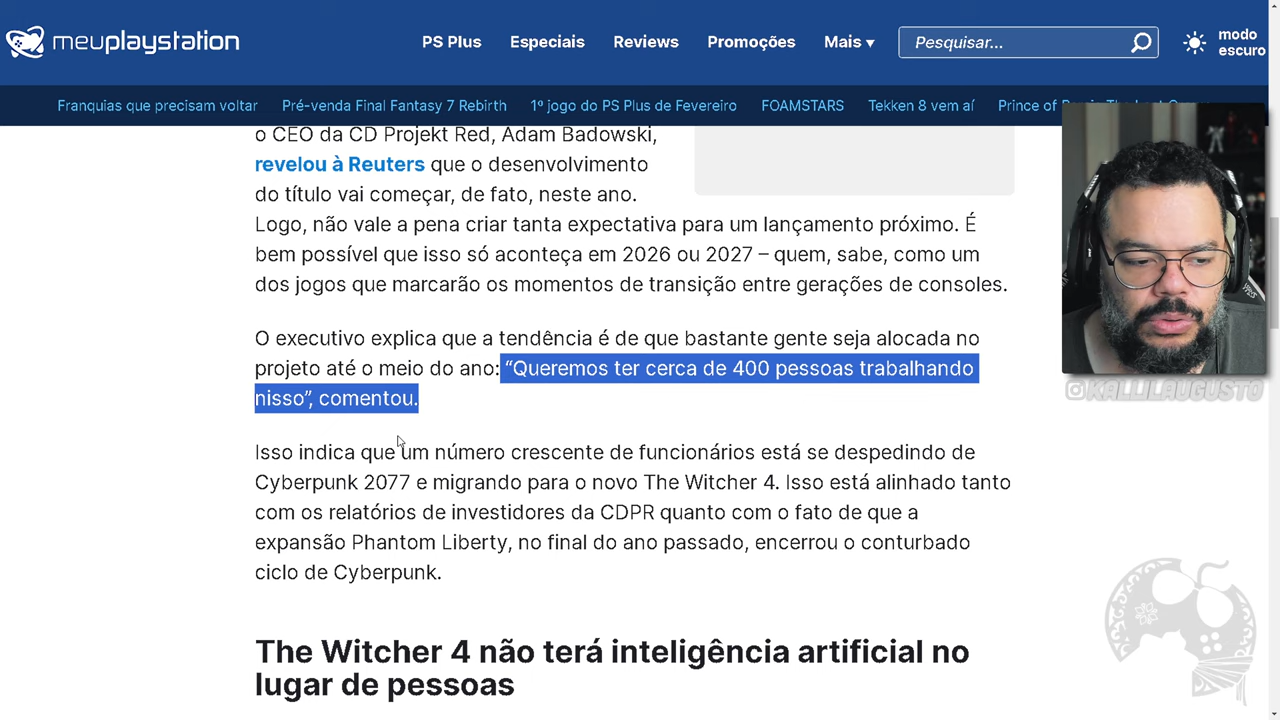 meuplaystation
PS Plus
Especiais
Reviews
Promoções
Mais ▾
Pesquisar...
modo
escuro
Franquias que precisam voltar
Pré-venda Final Fantasy 7 Rebirth
1º jogo do PS Plus de Fevereiro
FOAMSTARS
Tekken 8 vem aí
Prince of
o CEO da CD Projekt Red, Adam Badowski,
revelou à Reuters que o desenvolvimento
do título vai começar, de fato, neste ano.
Logo, não vale a pena criar tanta expectativa para um lançamento próximo. É
bem possível que isso só aconteça em 2026 ou 2027 – quem, sabe, como um
dos jogos que marcarão os momentos de transição entre gerações de consoles.
O executivo explica que a tendência é de que bastante gente seja alocada no
projeto até o meio do ano: “Queremos ter cerca de 400 pessoas trabalhando
nisso”, comentou.
Isso indica que um número crescente de funcionários está se despedindo de
Cyberpunk 2077 e migrando para o novo The Witcher 4. Isso está alinhado tanto
com os relatórios de investidores da CDPR quanto com o fato de que a
expansão Phantom Liberty, no final do ano passado, encerrou o conturbado
ciclo de Cyberpunk.
The Witcher 4 não terá inteligência artificial no
lugar de pessoas
KALLILAUGUSTO